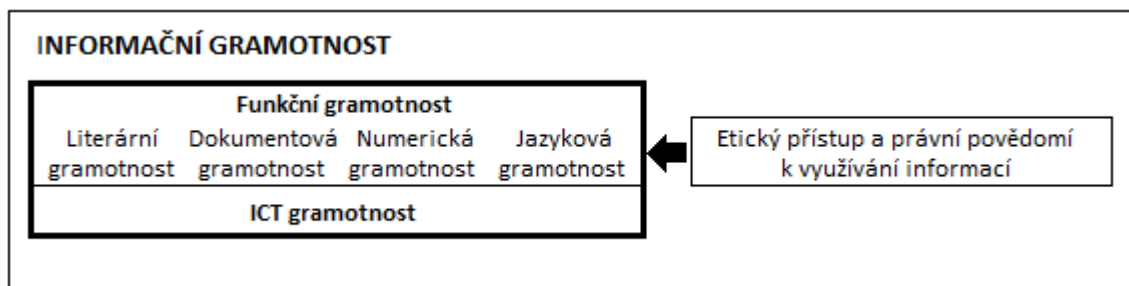 INFORMAČNÍ GRAMOTNOST
Funkční gramotnost
Literární Dokumentová Numerická Jazyková
gramotnost gramotnost gramotnost gramotnost
ICT gramotnost
Etický přístup a právní povědomí
k využívání informací